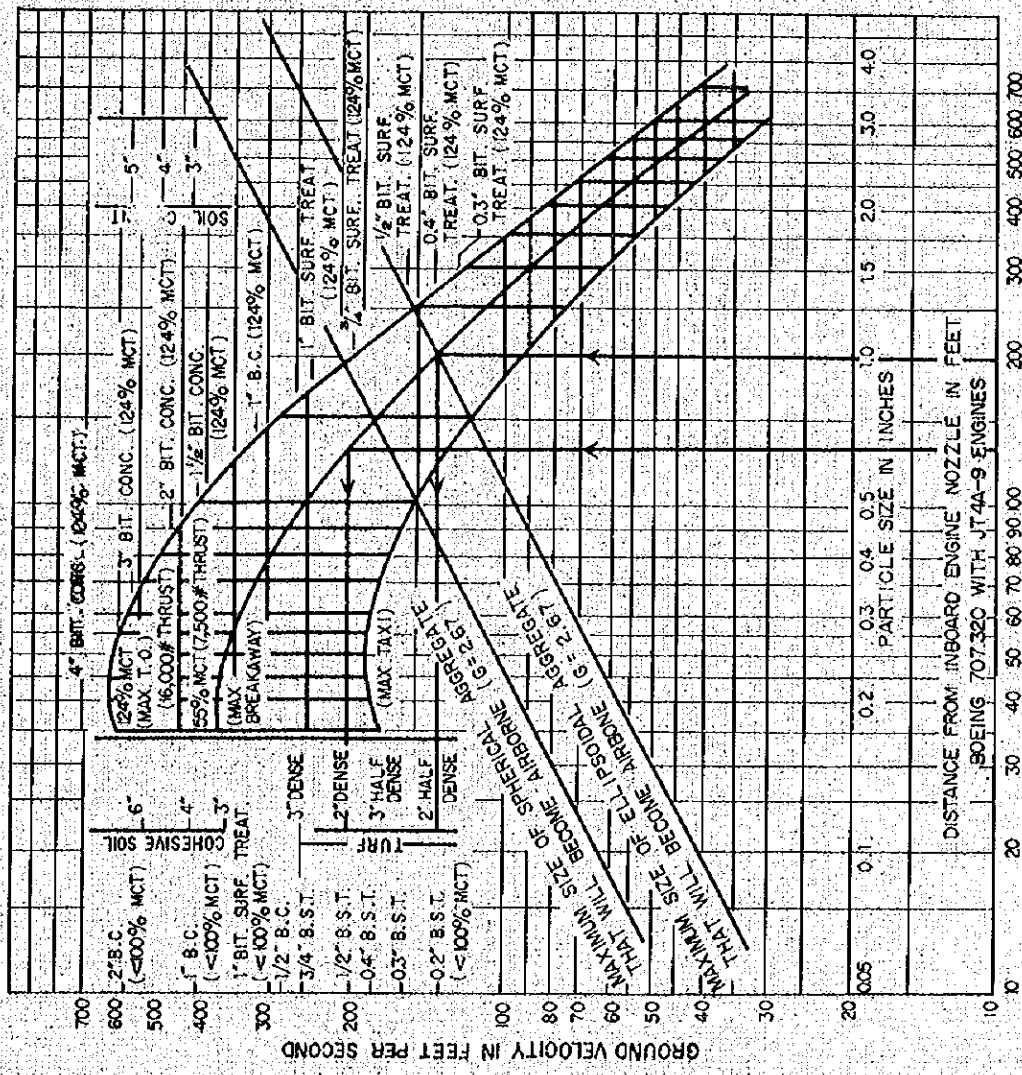 GROUND VELOCITY IN FEET PER SECOND
700
600
500
400
300
200
100
90
80
70
60
50
40
30
20
10
4" BIT. CONC. (124% MCT)
3" BIT. CONC. (124% MCT)
2" BIT. CONC. (124% MCT)
1 1/2 BIT CONC.
(124% MCT)
1" B.C. (124% MCT)
5"
4"
3"
SOIL C
1" BIT. SURF TREAT
(124% MCT)
3/4" BIT. SURF. TREAT (124% MCT)
1/2" BIT. SURF
TREAT. (124% MCT)
0.4" BIT. SURF.
TREAT (124% MCT)
0.3" BIT. SURF
TREAT (124% MCT)
124% MCT
(MAX. T.O.)
(16,000# THRUST)
55% MCT (7,500# THRUST)
(MAX
BREAKAWAY)
(MAX TAXI)
2" B.C
(<100% MCT)
1" B.C.
(<100% MCT)
1" BIT SURF TREAT.
(<100% MCT)
1/2" B.C.
3/4" B.S.T.
1/2" B.S.T.
0.4" B.S.T.
0.3" B.S.T.
0.2" B.S.T.
(<100% MCT)
COHESIVE SOIL
6"
4"
3"
TURF
3" DENSE
2" DENSE
3" HALF
DENSE
2" HALF
DENSE
MAXIMUM SIZE OF SPHERICAL AGGREGATE
THAT WILL BECOME - AIRBORNE (G = 2.67)
MAXIMUM SIZE OF ELLIPSOIDAL AGGREGATE
THAT WILL BECOME AIRBONE (G = 2.67)
0.05 0.1 0.2 0.3 0.4 0.5 1.0 1.5 2.0 3.0 4.0
PARTICLE SIZE IN INCHES
DISTANCE FROM INBOARD ENGINE NOZZLE IN FEET
BOEING 707.320 WITH JT4A-9 ENGINES
10 20 30 40 50 60 70 80 90 100 200 300 400 500 600 700